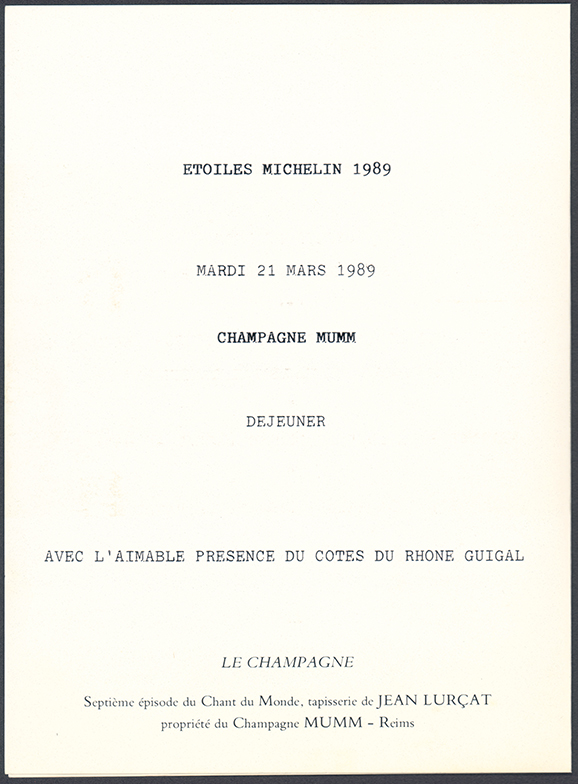 ETOILES MICHELIN 1989
MARDI 21 MARS 1989
CHAMPAGNE MUMM
DEJEUNER
AVEC L'AIMABLE PRESENCE DU COTES DU RHONE GUIGAL
LE CHAMPAGNE
Septième épisode du Chant du Monde, tapisserie de JEAN LURÇAT
propriété du Champagne MUMM - Reims